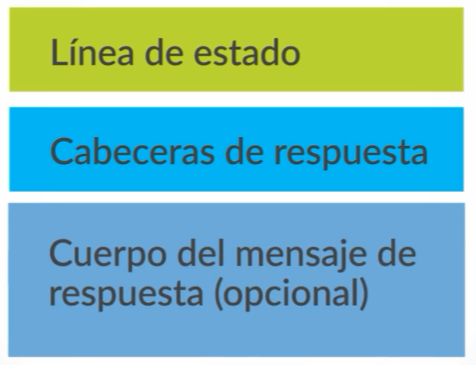 Línea de estado
Cabeceras de respuesta
Cuerpo del mensaje de
respuesta (opcional)